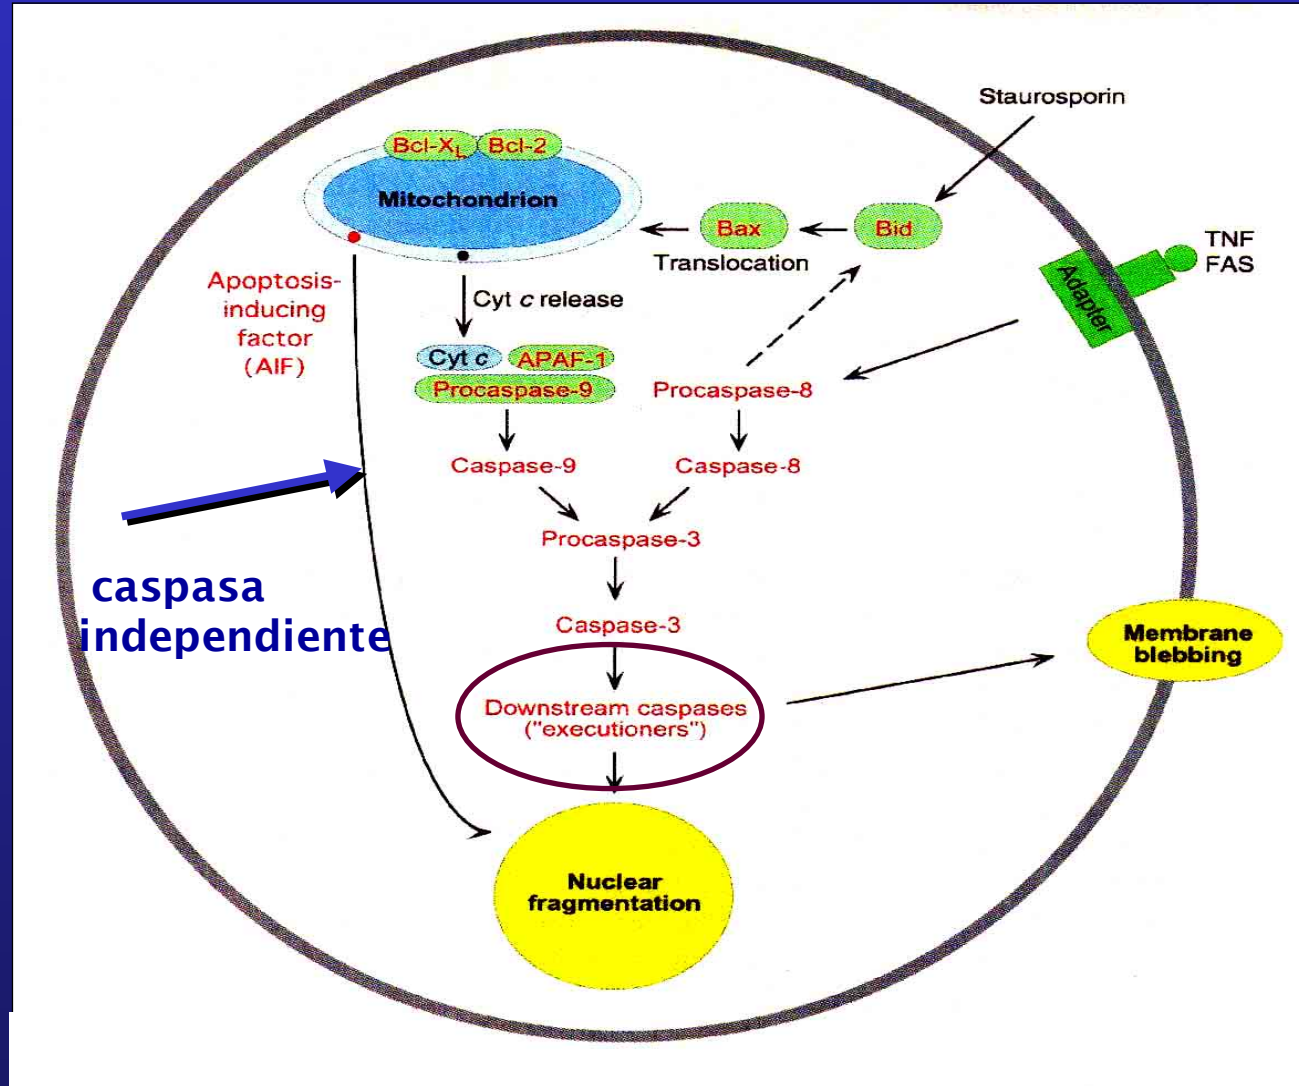 Staurosporin
Bcl-XL Bcl-2
Mitochondrion
Bax
Bid
Translocation
TNF
FAS
Adapter
Apoptosis-
inducing
factor
(AIF)
Cyt c release
Cyt c APAF-1
Procaspase-9
Procaspase-8
Caspase-9
Caspase-8
Procaspase-3
caspasa
independiente
Caspase-3
Membrane
blebbing
Downstream caspases
("executioners")
Nuclear
fragmentation